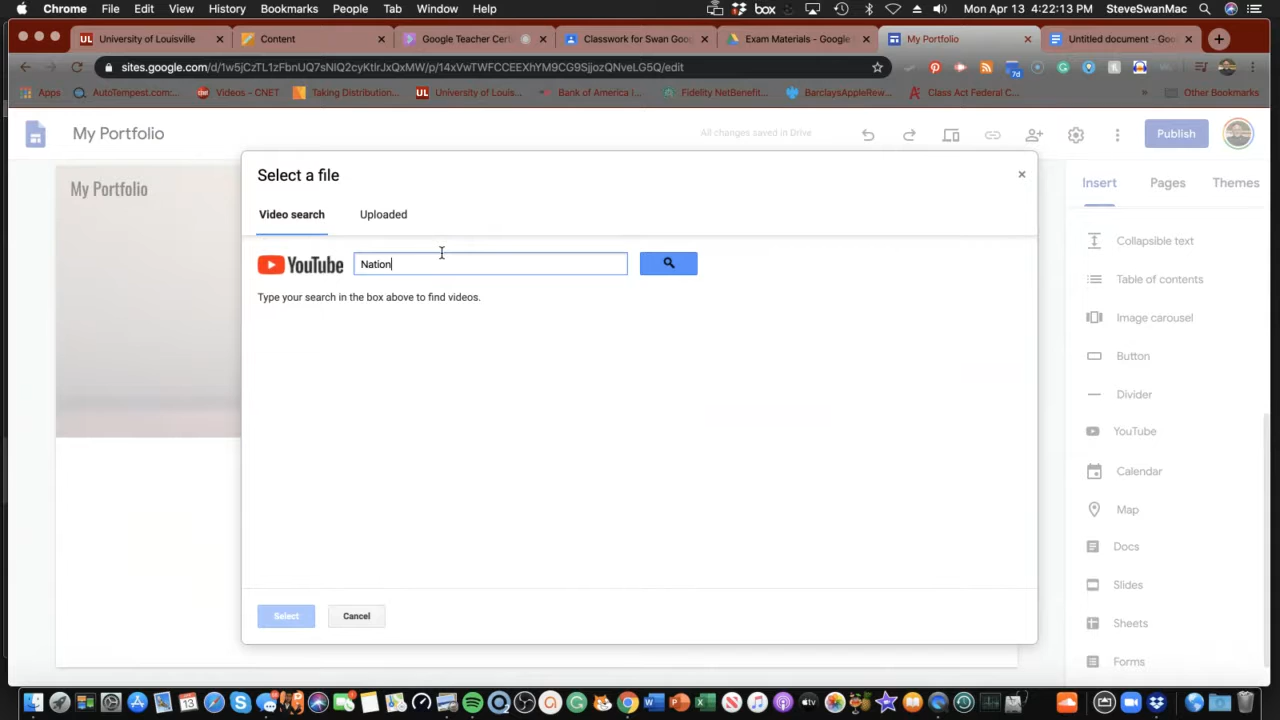 Chrome File Edit View History Bookmarks People Tab Window Help box Mon Apr 13 4:22:13 PM SteveSwanMac
University of Louisville Content Google Teacher Certi Classwork for Swan Goo Exam Materials - Google My Portfolio Untitled document - Goo
sites.google.com/d/1w5jCzTL1zFbnUQ7sNIQ2cyKtlrJxQxMW/p/14xVwTWFCCEEXhYM9CG9SjjozQNveLG5Q/edit 7d
Apps AutoTempest.com:... Videos - CNET Taking Distribution... University of Louis... Bank of America I... Fidelity NetBenefit... BarclaysAppleRew... Class Act Federal C... » Other Bookmarks
My Portfolio All changes saved in Drive Publish
Select a file
My Portfolio
Insert Pages Themes
Video search Uploaded
YouTube Nation
Type your search in the box above to find videos.
Collapsible text
Table of contents
Image carousel
Button
Divider
YouTube
Calendar
Map
Docs
Slides
Sheets
Forms
Select Cancel